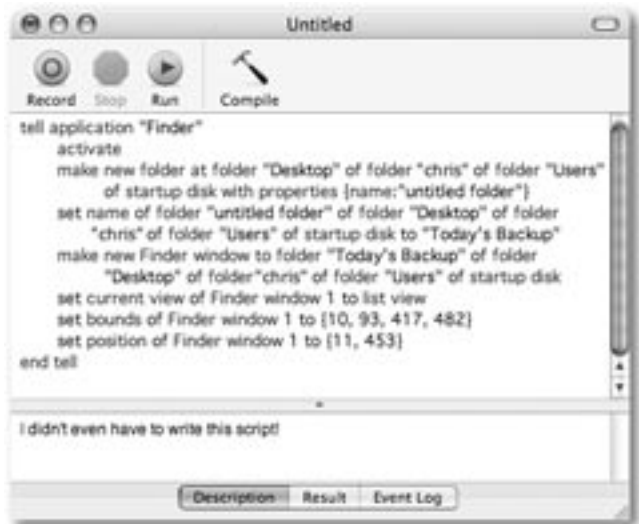 Untitled
Record Stop Run Compile
tell application "Finder"
activate
make new folder at folder "Desktop" of folder "chris" of folder "Users"
of startup disk with properties {name:"untitled folder"}
set name of folder "untitled folder" of folder "Desktop" of folder
"chris" of folder "Users" of startup disk to "Today's Backup"
make new Finder window to folder "Today's Backup" of folder
"Desktop" of folder"chris" of folder "Users" of startup disk
set current view of Finder window 1 to list view
set bounds of Finder window 1 to {10, 93, 417, 482}
set position of Finder window 1 to {11, 453}
end tell
I didn't even have to write this script!
Description Result Event Log